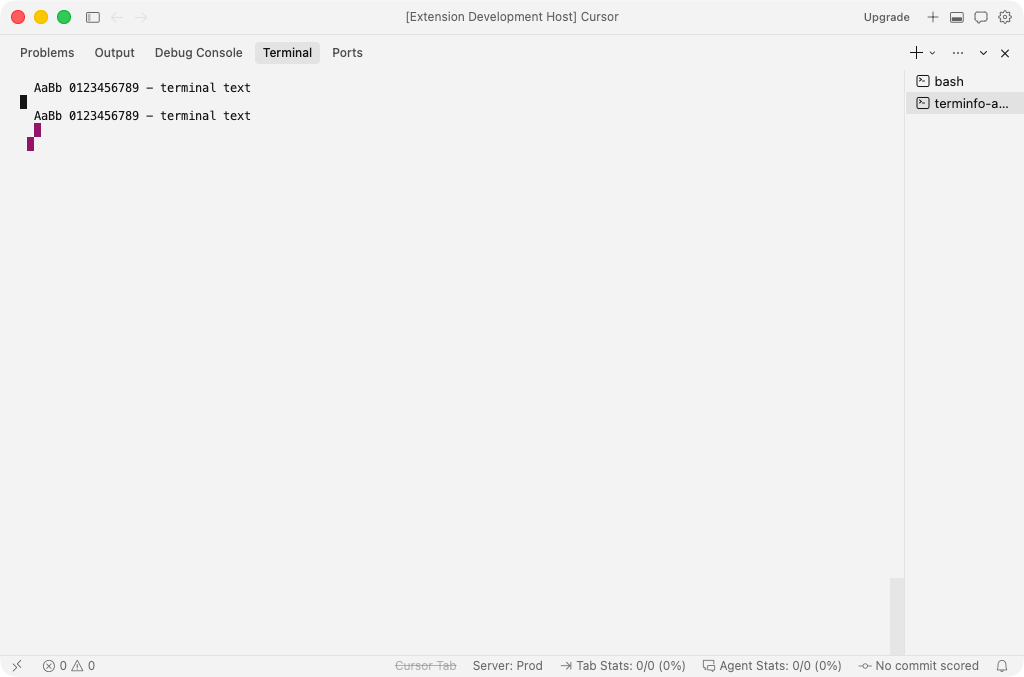 [Extension Development Host] Cursor
Upgrade
Problems Output Debug Console Terminal Ports
AaBb 0123456789 — terminal text
AaBb 0123456789 — terminal text
bash
terminfo-a...
0 0 Cursor Tab Server: Prod Tab Stats: 0/0 (0%) Agent Stats: 0/0 (0%) No commit scored